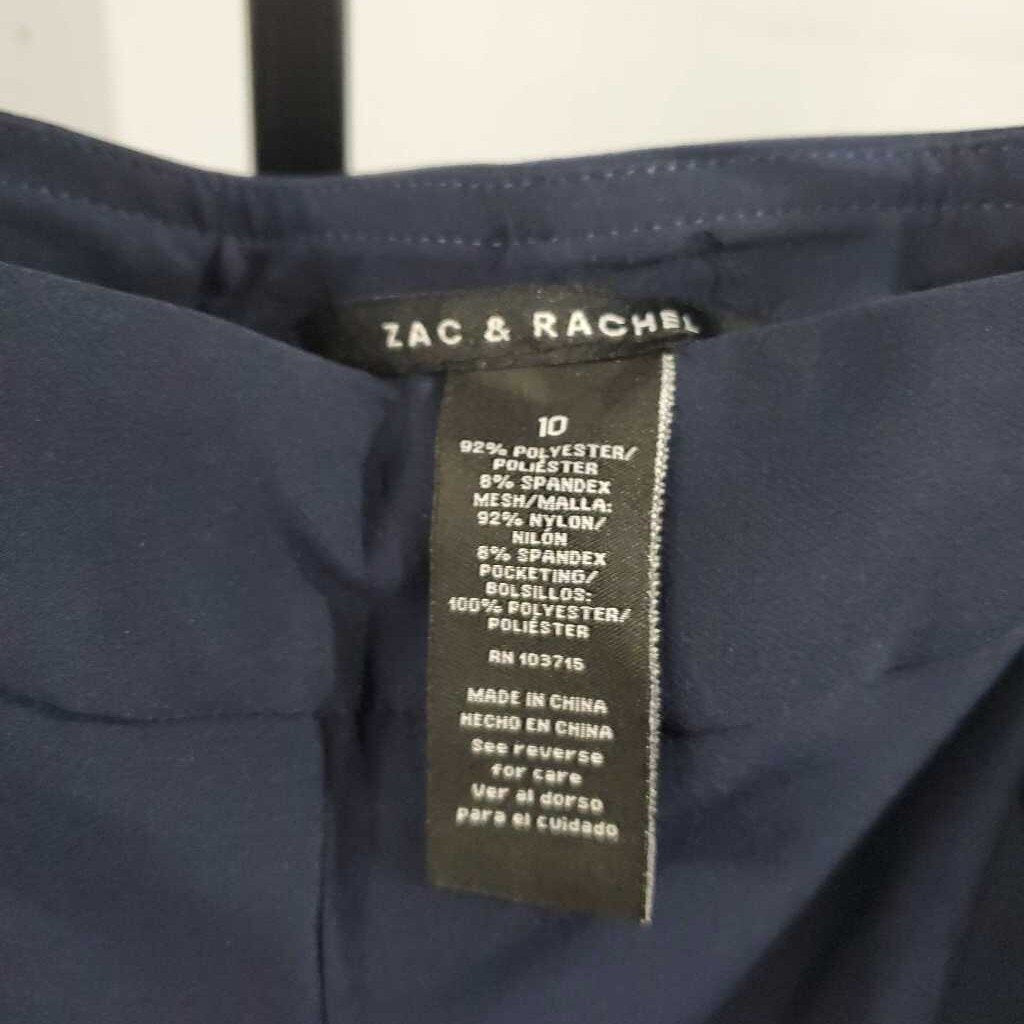 ZAC & RACHEL
10
92% POLYESTER/
POLIÉSTER
8% SPANDEX
MESH/MALLA:
92% NYLON/
NILÓN
8% SPANDEX
POCKETING/
BOLSILLOS:
100% POLYESTER/
POLIÉSTER
RN 103715
MADE IN CHINA
HECHO EN CHINA
See reverse
for care
Ver al dorso
para el cuidado